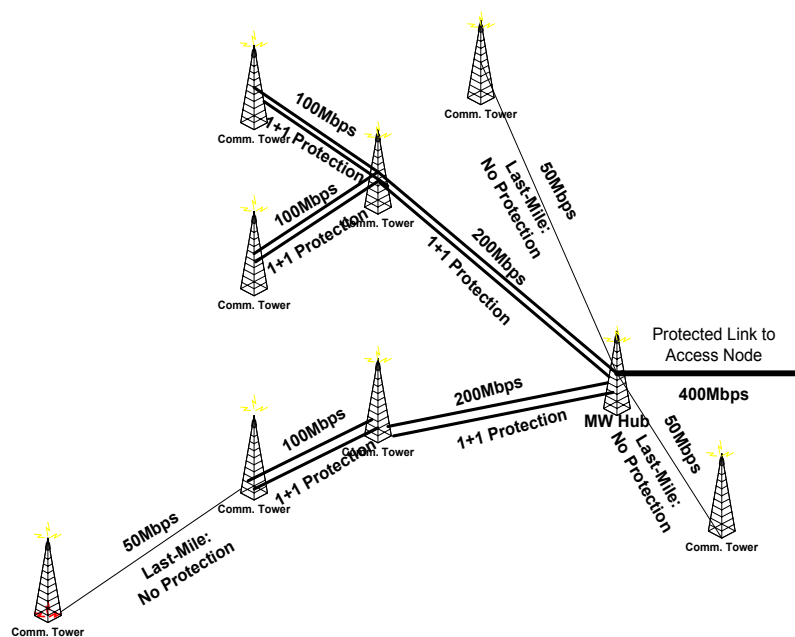 Comm. Tower
100Mbps
1+1 Protection
Comm. Tower
50Mbps
Last-Mile:
No Protection
100Mbps
1+1 Protection
Comm. Tower
Comm. Tower
200Mbps
1+1 Protection
Protected Link to
Access Node
400Mbps
MW Hub
200Mbps
1+1 Protection
100Mbps
1+1 Protection
Comm. Tower
Comm. Tower
50Mbps
Last-Mile:
No Protection
Comm. Tower
50Mbps
Last-Mile:
No Protection
Comm. Tower